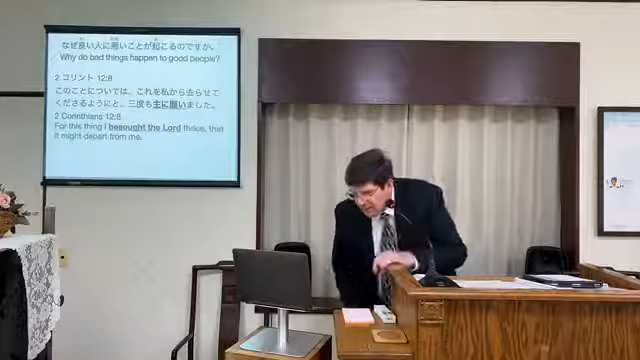 なぜ良い人に悪いことが起こるのですか。
Why do bad things happen to good people?
2 コリント 12:8
このことについては、これを私から去らせて
くださるようにと、三度も主に願いました。
2 Corinthians 12:8
For this thing I besought the Lord thrice, that
it might depart from me.